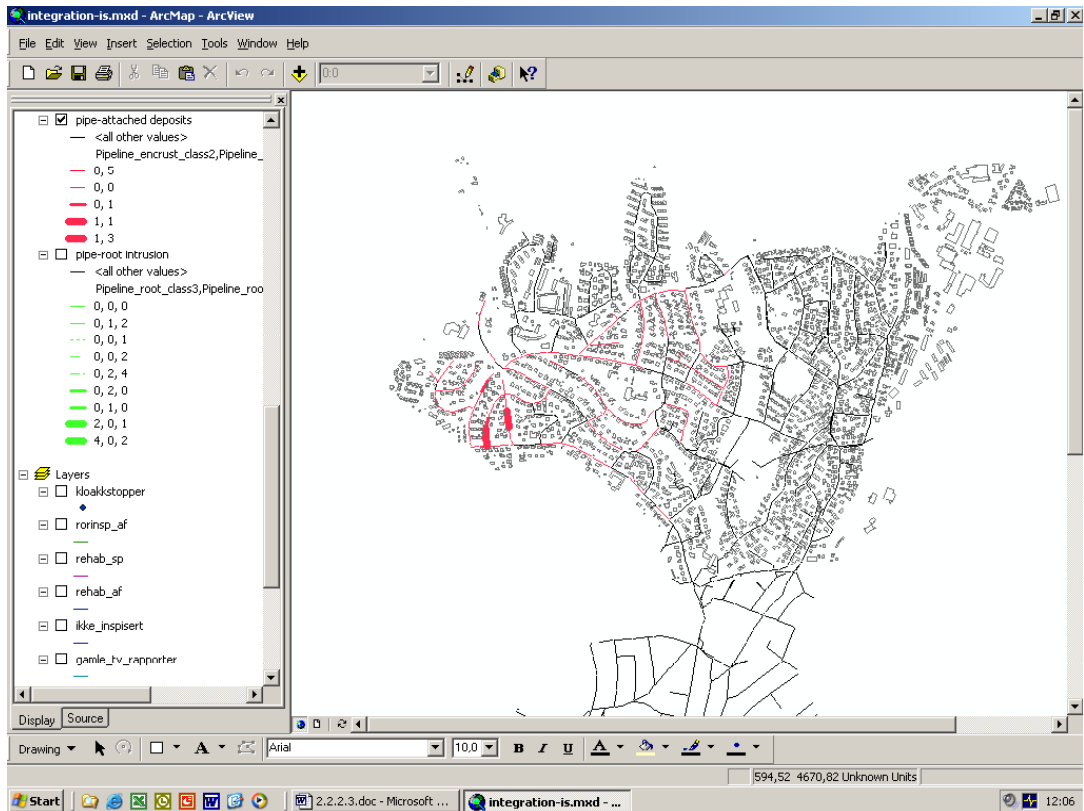 integration-is.mxd - ArcMap - ArcView
File Edit View Insert Selection Tools Window Help
0:0
pipe-attached deposits
<all other values>
Pipeline_encrust_class2,Pipeline_
0, 5
0, 0
0, 1
1, 1
1, 3
pipe-root intrusion
<all other values>
Pipeline_root_class3,Pipeline_roo
0, 0, 0
0, 1, 2
0, 0, 1
0, 0, 2
0, 2, 4
0, 2, 0
0, 1, 0
2, 0, 1
4, 0, 2
Layers
kloakkstopper
rorinsp_af
rehab_sp
rehab_af
ikke_inspisert
gamle_tv_rapporter
Display Source
Drawing A Arial 10,0 B I U A
594,52 4670,82 Unknown Units
Start 2.2.2.3.doc - Microsoft ... integration-is.mxd - ... 12:06